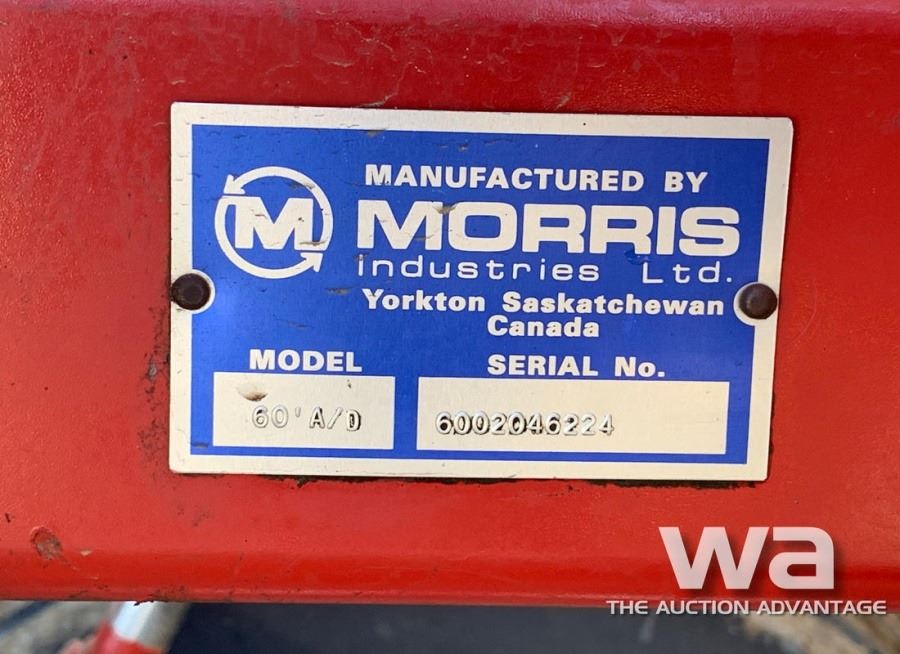 MANUFACTURED BY
M
MORRIS
industries Ltd.
Yorkton Saskatchewan
Canada
MODEL
SERIAL No.
60'A/D
6002046224
wa
THE AUCTION ADVANTAGE